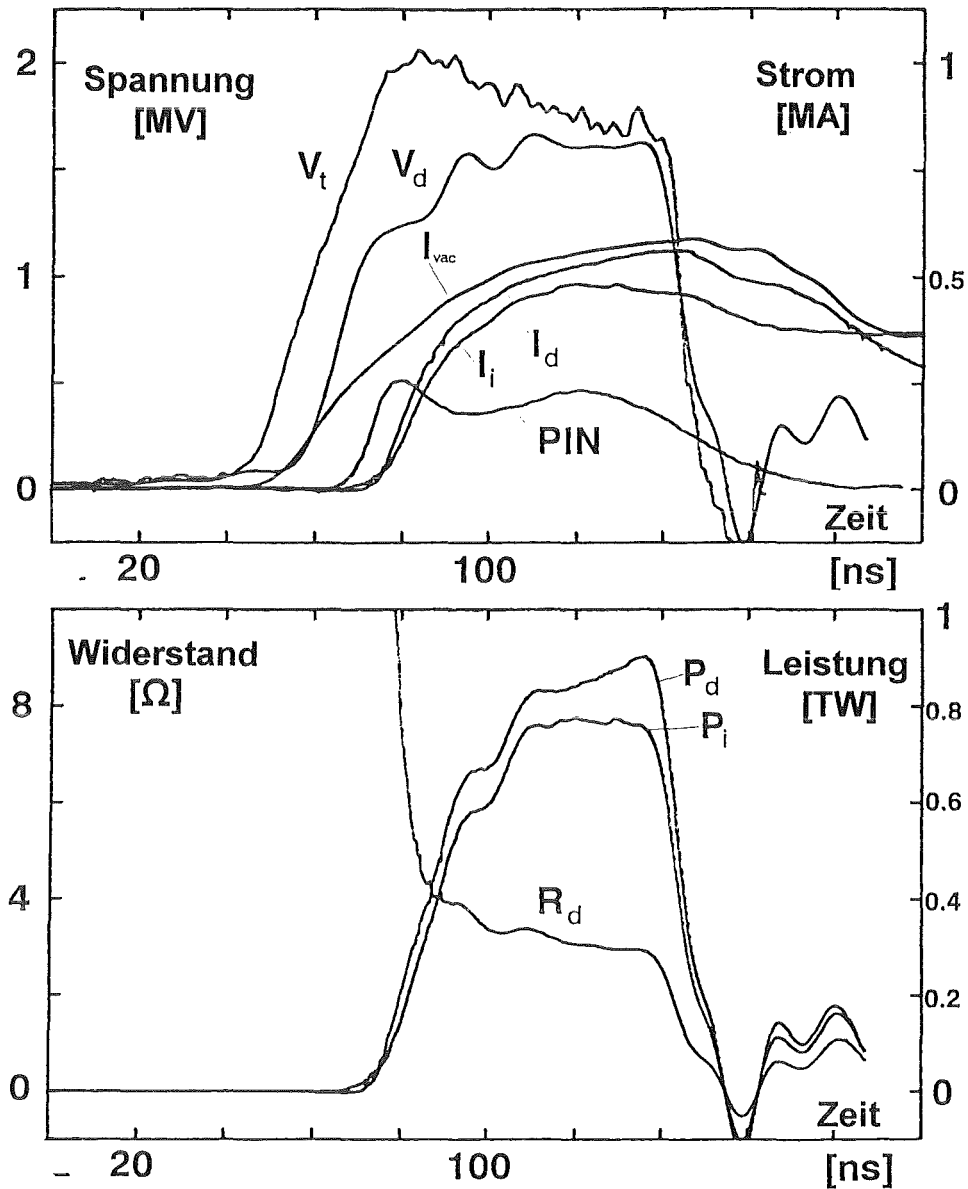 2
1
0
Spannung
[MV]
Strom
[MA]
1
0.5
0
V_t
V_d
I_vac
I_i
I_d
PIN
Zeit
20
100
[ns]
Widerstand
[Ω]
Leistung
[TW]
8
4
0
1
0.8
0.6
0.4
0.2
0
P_d
P_i
R_d
Zeit
20
100
[ns]